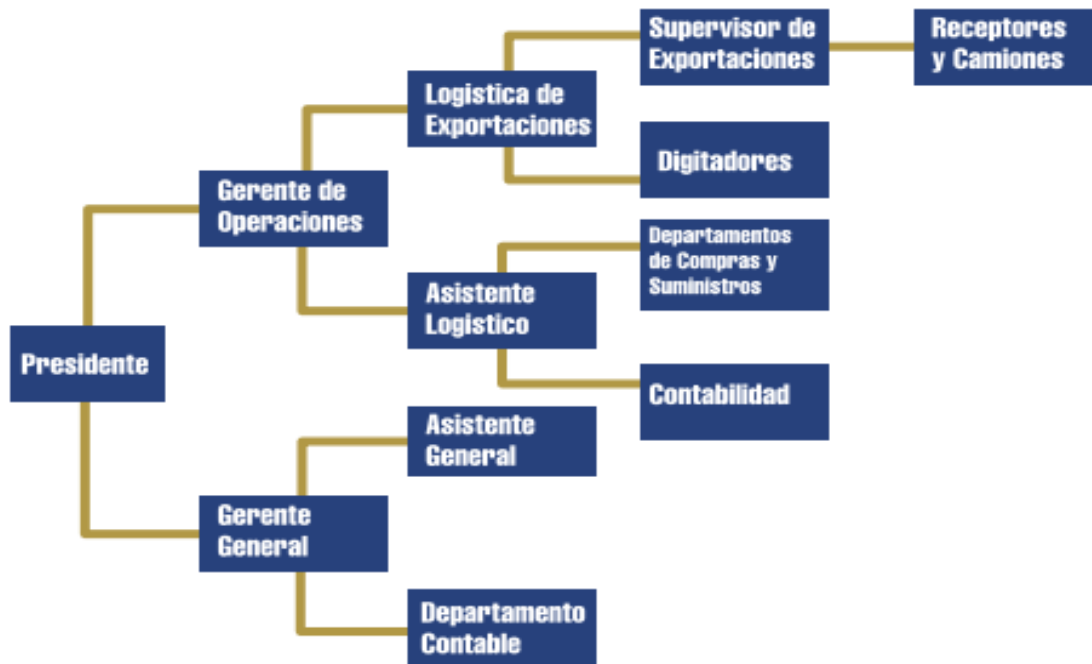 Supervisor de
Exportaciones
Receptores
y Camiones
Logistica de
Exportaciones
Digitadores
Gerente de
Operaciones
Departamentos
de Compras y
Suministros
Asistente
Logistico
Presidente
Contabilidad
Asistente
General
Gerente
General
Departamento
Contable